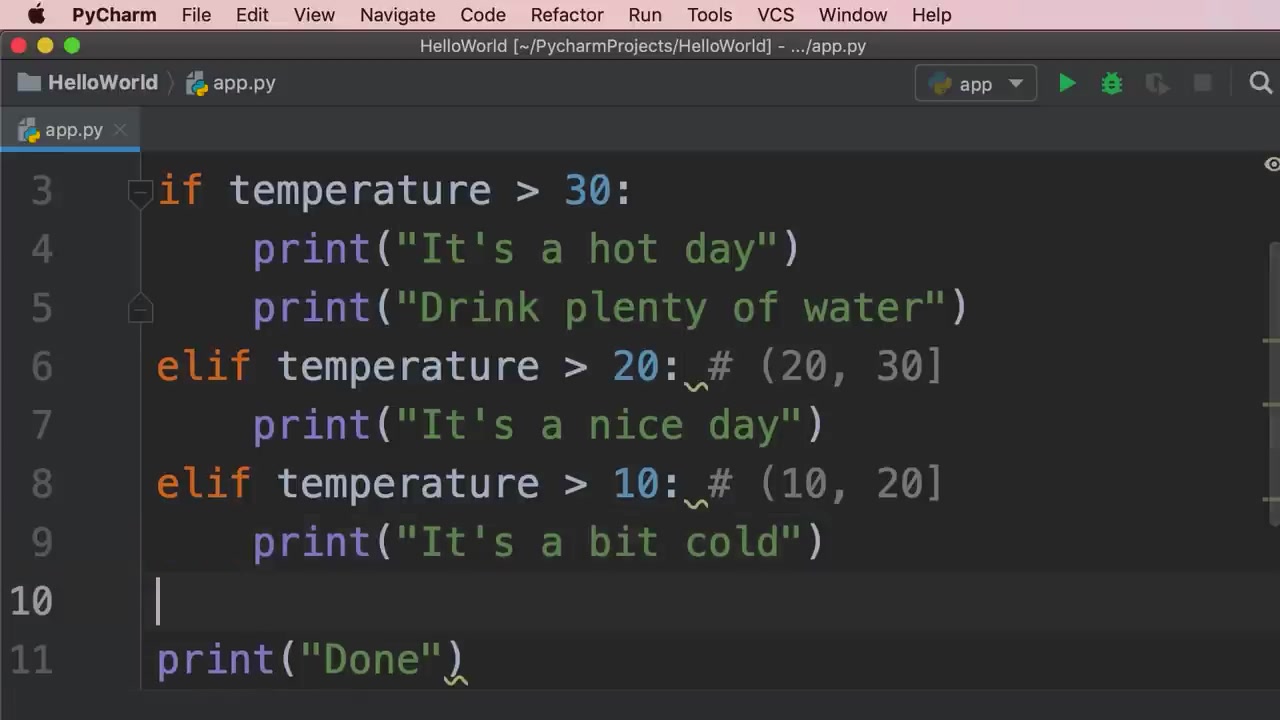 PyCharm File Edit View Navigate Code Refactor Run Tools VCS Window Help
HelloWorld [~/PycharmProjects/HelloWorld] - .../app.py
HelloWorld app.py app
app.py
3 if temperature > 30:
4     print("It's a hot day")
5     print("Drink plenty of water")
6 elif temperature > 20: # (20, 30]
7     print("It's a nice day")
8 elif temperature > 10: # (10, 20]
9     print("It's a bit cold")
10
11 print("Done")